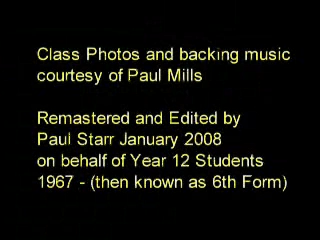 Class Photos and backing music
courtesy of Paul Mills
Remastered and Edited by
Paul Starr January 2008
on behalf of Year 12 Students
1967 - (then known as 6th Form)